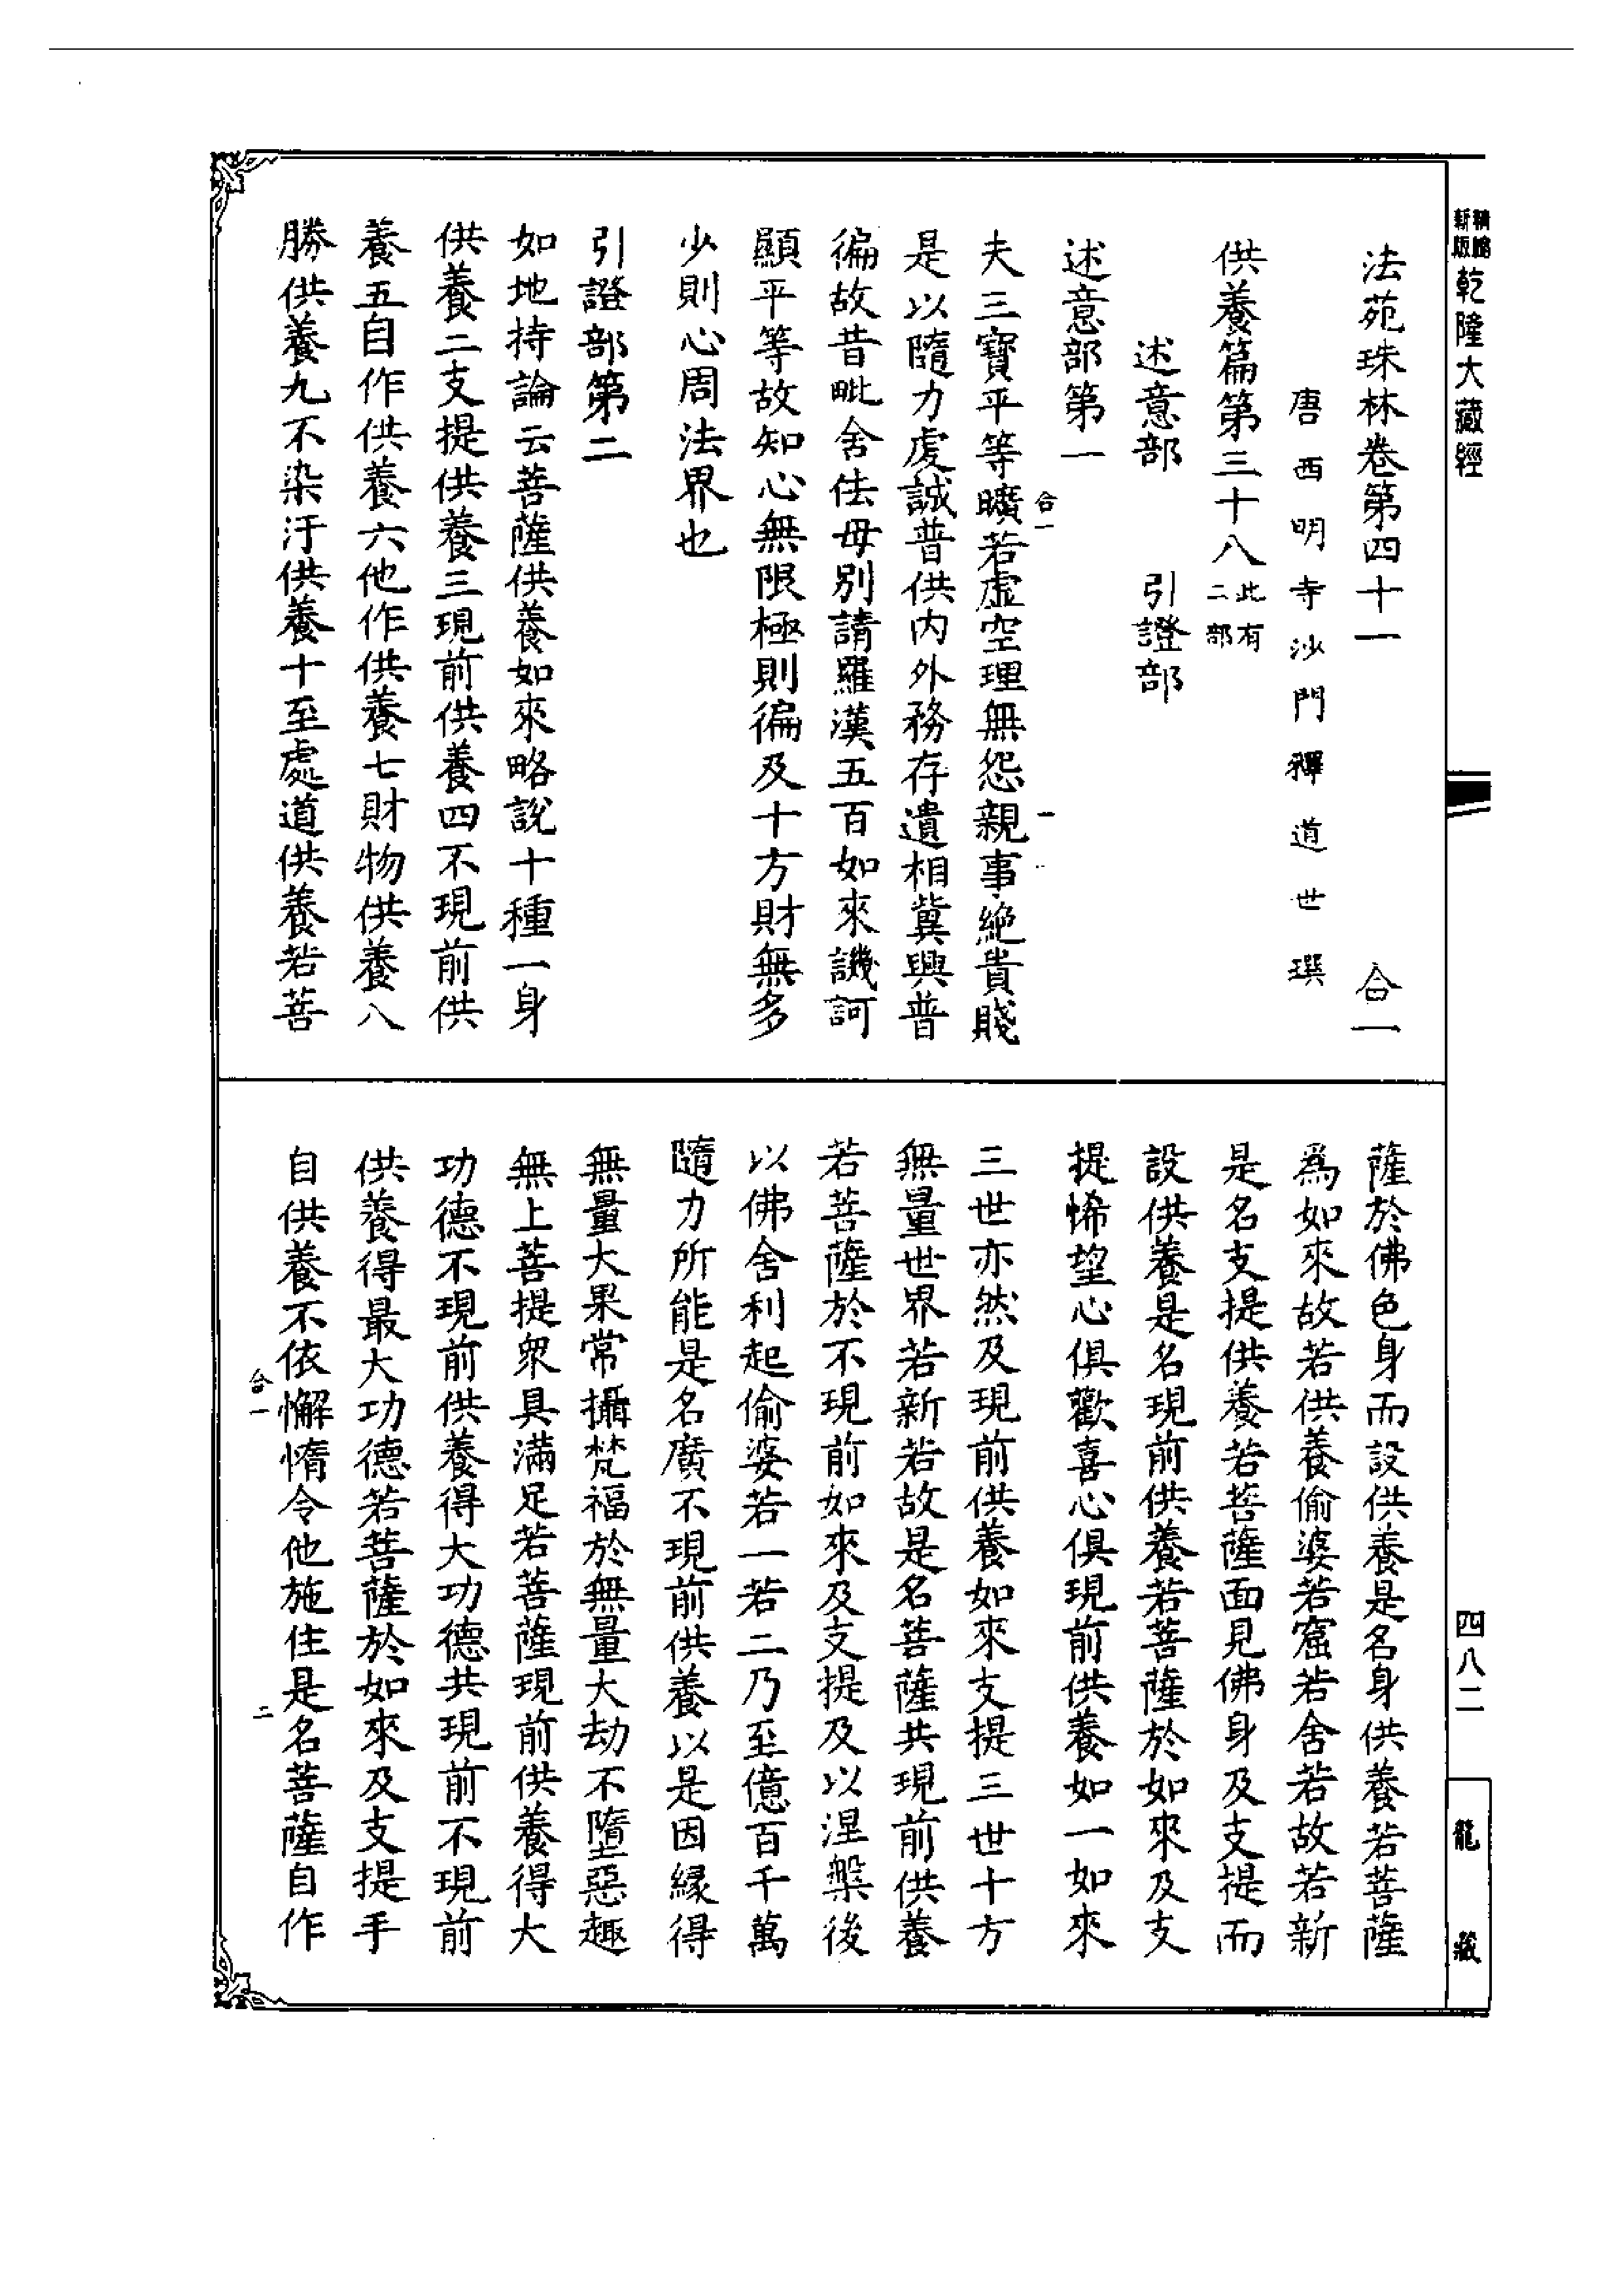 精縮
新版
乾隆大藏經
四八二
龍藏
法苑珠林卷第四十一 合一
唐西明寺沙門釋道世 撰
供養篇第三十八此有二部
述意部 引證部
述意部第一
夫三寶平等曠若虛空理無怨親事絶貴賤
是以隨力虔誠普供內外務存遺相冀興普
徧故昔毗舍佉母別請羅漢五百如來譏訶
顯平等故知心無限極則徧及十方財無多
少則心周法界也
引證部第二
如地持論云菩薩供養如來略說十種一身
供養二支提供養三現前供養四不現前供
養五自作供養六他作供養七財物供養八
勝供養九不染汙供養十至處道供養若菩
薩於佛色身而設供養是名身供養若菩薩
爲如來故若供養偷婆若窟若舍若故若新
是名支提供養若菩薩面見佛身及支提而
設供養是名現前供養若菩薩於如來及支
提悕望心俱歡喜心俱現前供養如一如來
三世亦然及現前供養如來支提三世十方
無量世界若新若故是名菩薩共現前供養
若菩薩於不現前如來及支提及以涅槃後
以佛舍利起偷婆若一若二乃至億百千萬
隨力所能是名廣不現前供養以是因緣得
無量大果常攝梵福於無量大劫不墮惡趣
無上菩提衆具滿足若菩薩現前供養得大
功德不現前供養得大功德共現前不現前
供養得最大功德若菩薩於如來及支提手
自供養不依懈惰令他施住是名菩薩自作
合一 一
合一 二